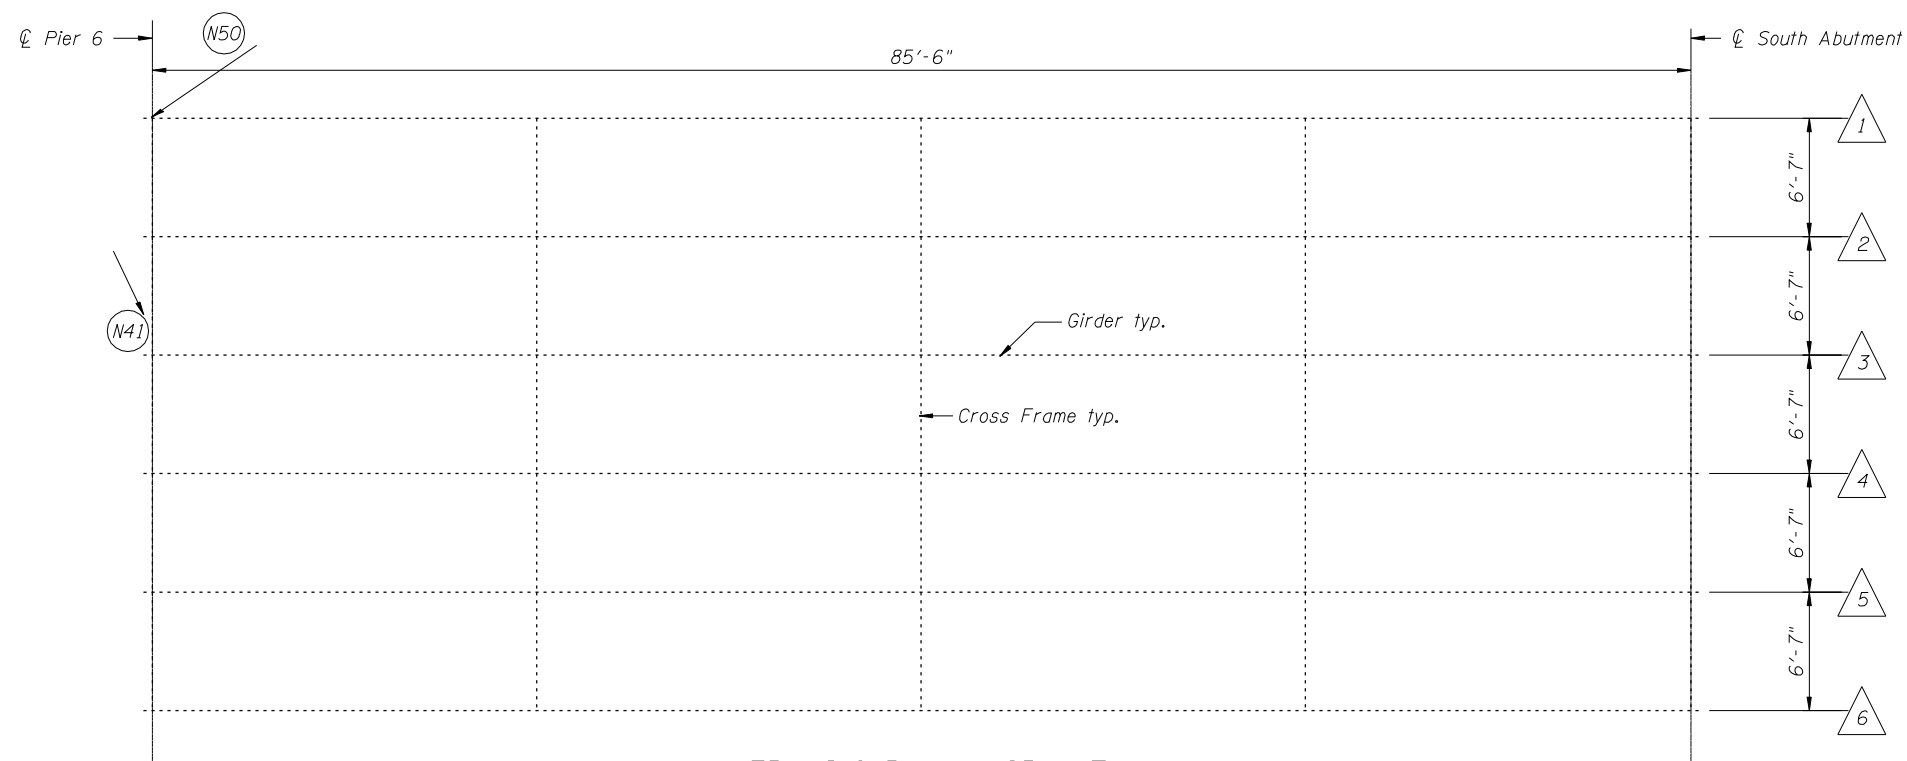 ℄ Pier 6
N50
85'-6"
℄ South Abutment
1
6'-7"
2
6'-7"
N41
Girder typ.
3
6'-7"
Cross Frame typ.
4
6'-7"
5
6'-7"
6